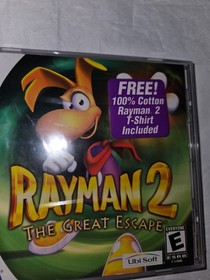 FREE!
100% Cotton
Rayman 2
T-Shirt
Included
RAYMAN 2
THE GREAT ESCAPE
EVERYONE
E
Ubi Soft